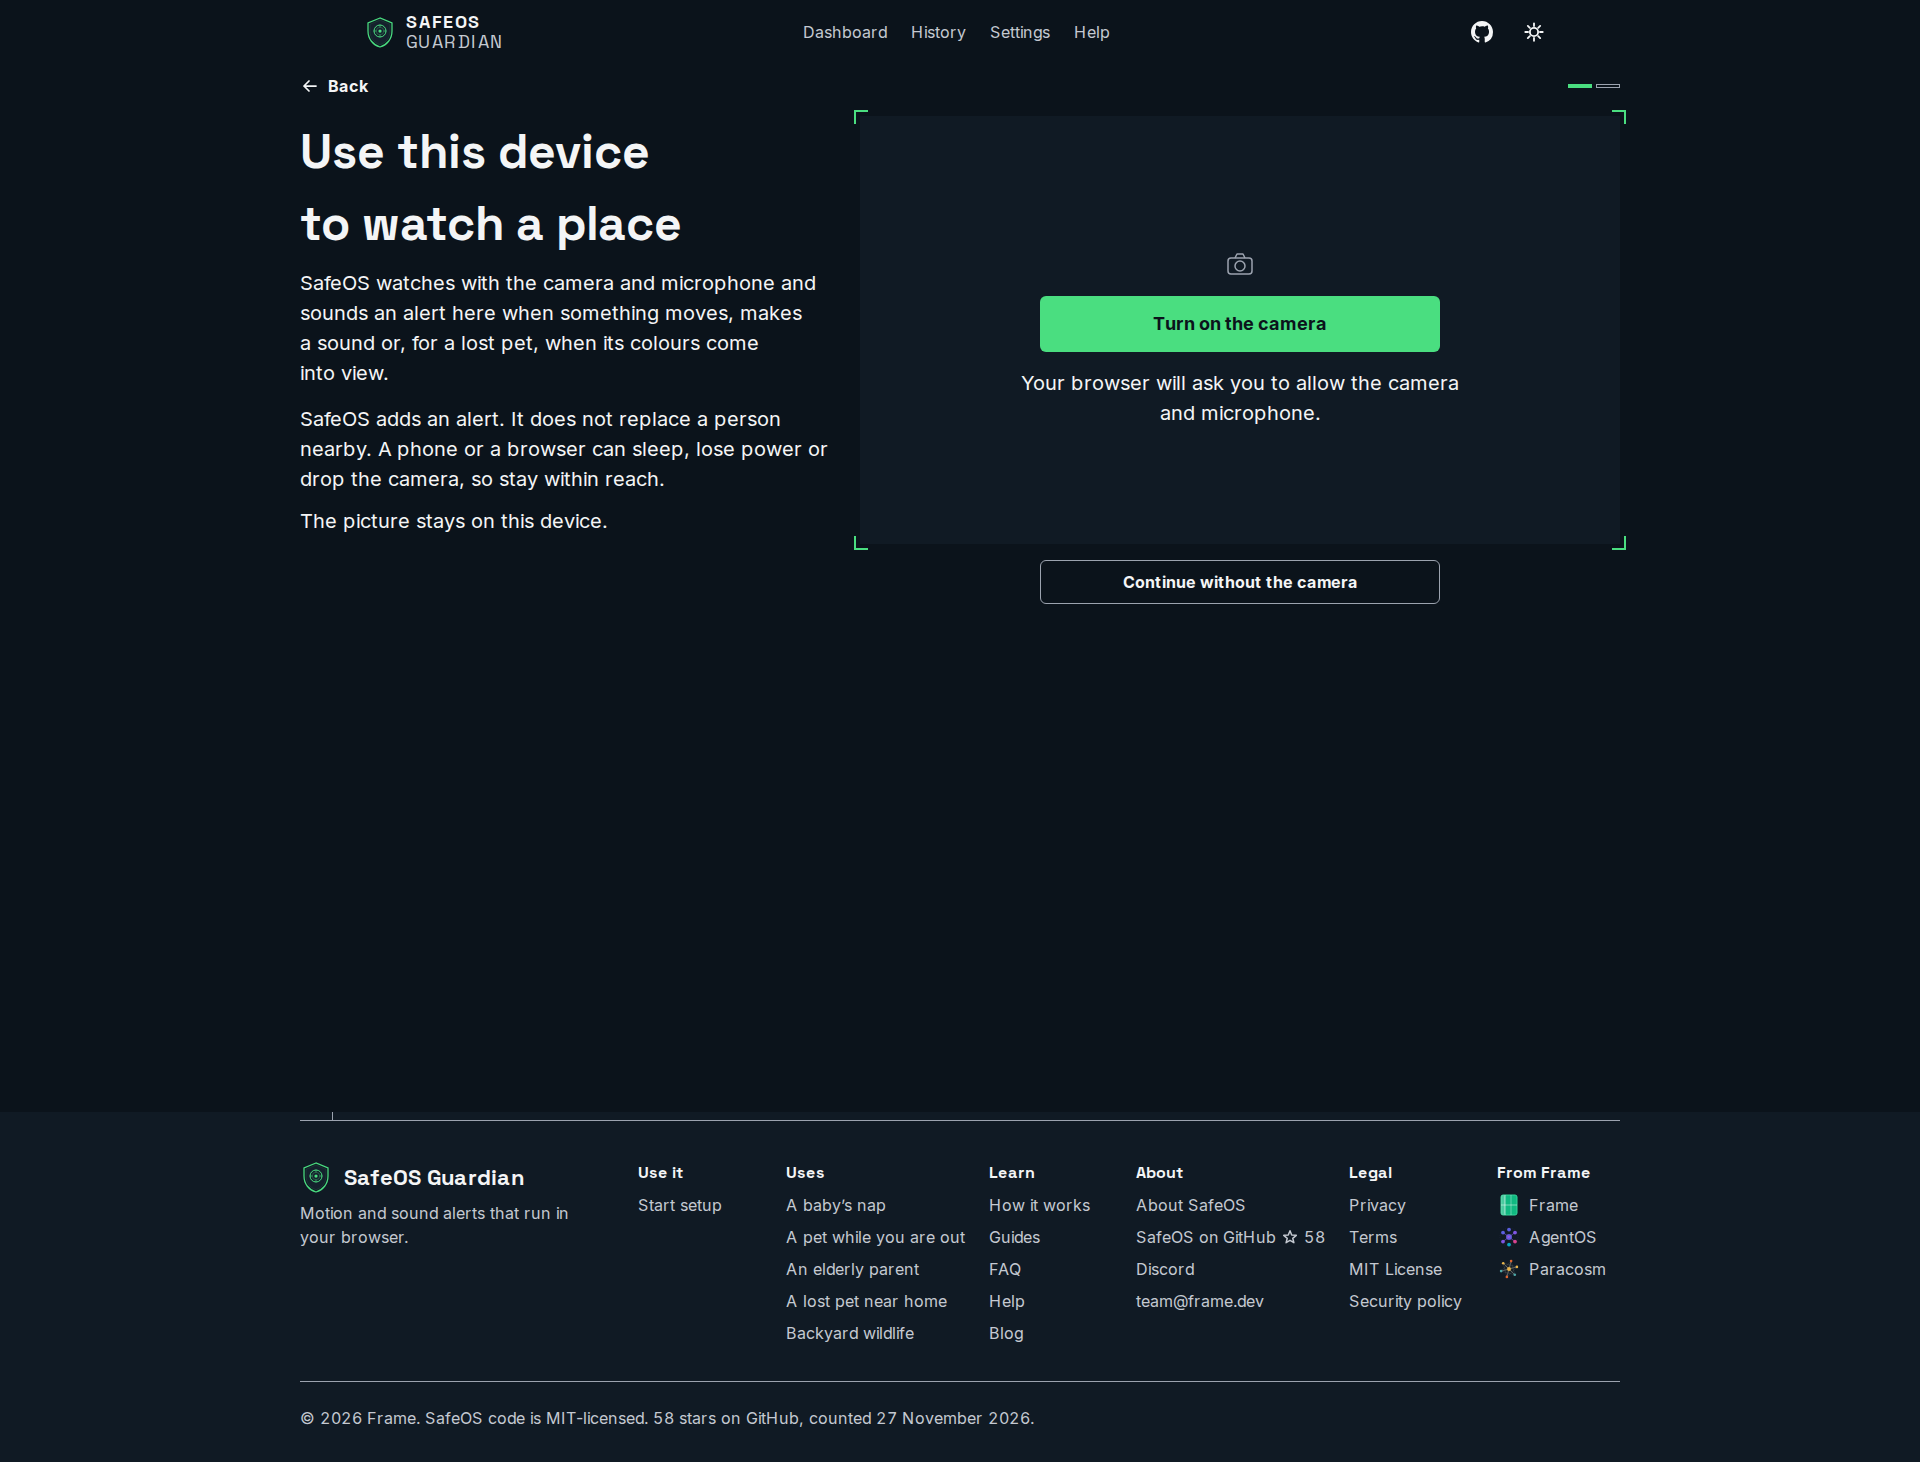 SAFEOS
GUARDIAN
Dashboard History Settings Help
Back
Use this device
to watch a place
SafeOS watches with the camera and microphone and
sounds an alert here when something moves, makes
a sound or, for a lost pet, when its colours come
into view.
SafeOS adds an alert. It does not replace a person
nearby. A phone or a browser can sleep, lose power or
drop the camera, so stay within reach.
The picture stays on this device.
Turn on the camera
Your browser will ask you to allow the camera
and microphone.
Continue without the camera
SafeOS Guardian
Motion and sound alerts that run in
your browser.
Use it
Start setup
Uses
A baby’s nap
A pet while you are out
An elderly parent
A lost pet near home
Backyard wildlife
Learn
How it works
Guides
FAQ
Help
Blog
About
About SafeOS
SafeOS on GitHub ☆ 58
Discord
team@frame.dev
Legal
Privacy
Terms
MIT License
Security policy
From Frame
Frame
AgentOS
Paracosm
© 2026 Frame. SafeOS code is MIT-licensed. 58 stars on GitHub, counted 27 November 2026.